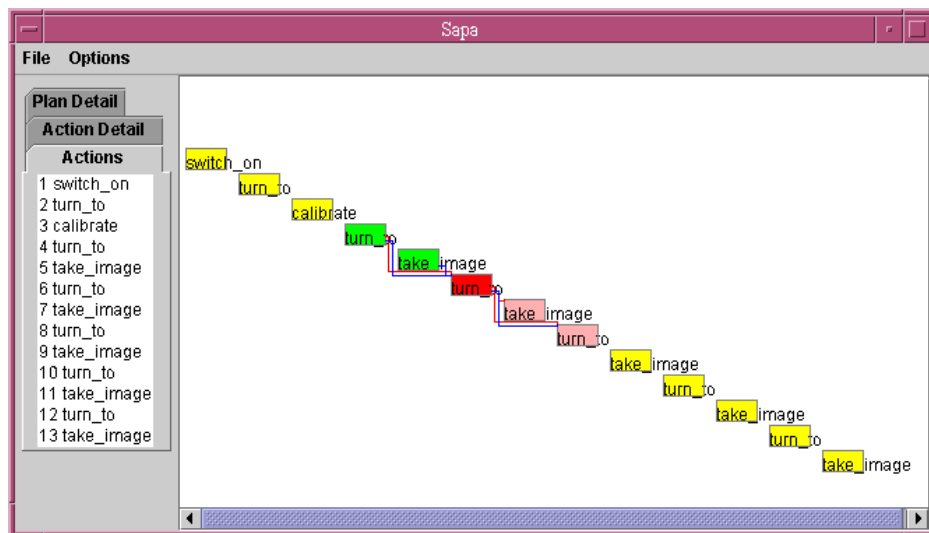 Sapa
File Options
Plan Detail
Action Detail
Actions
1 switch_on
2 turn_to
3 calibrate
4 turn_to
5 take_image
6 turn_to
7 take_image
8 turn_to
9 take_image
10 turn_to
11 take_image
12 turn_to
13 take_image
switch_on
turn_to
calibrate
turn_to
take_image
turn_to
take_image
turn_to
take_image
turn_to
take_image
turn_to
take_image